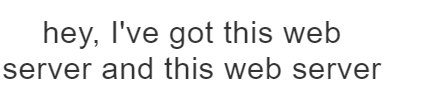 hey, I've got this web
server and this web server